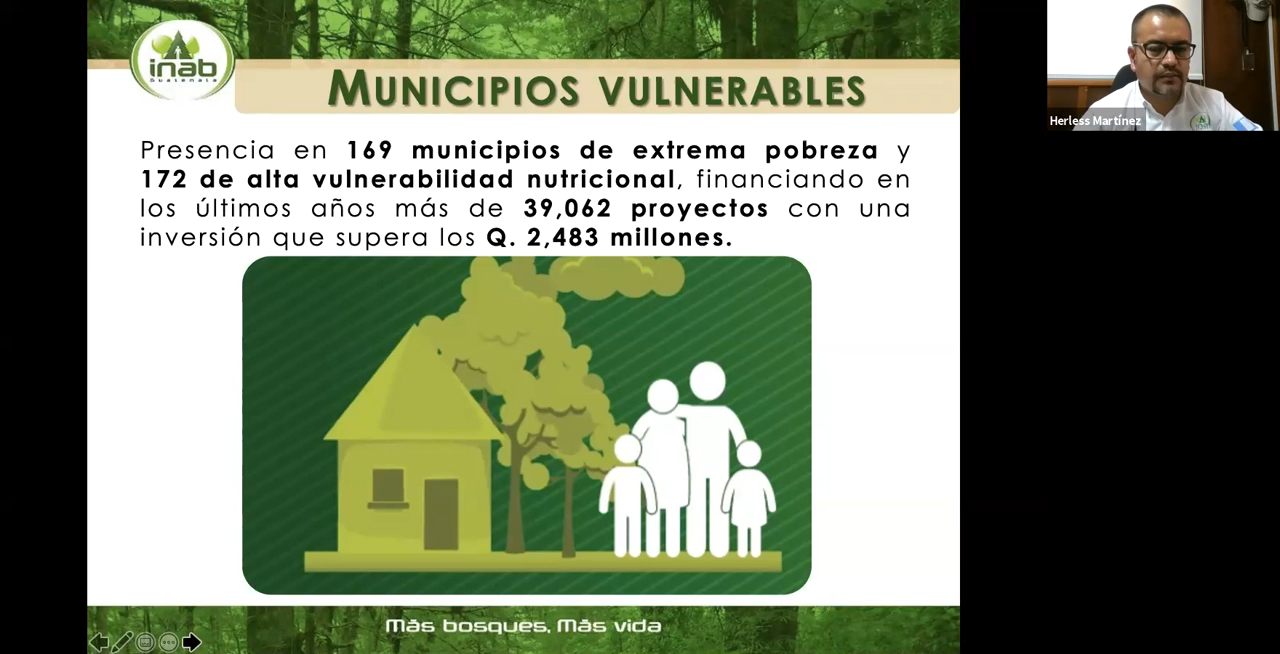 inab
Guatemala
MUNICIPIOS VULNERABLES
Presencia en 169 municipios de extrema pobreza y
172 de alta vulnerabilidad nutricional, financiando en
los últimos años más de 39,062 proyectos con una
inversión que supera los Q. 2,483 millones.
Más bosques, Más vida
Herless Martínez